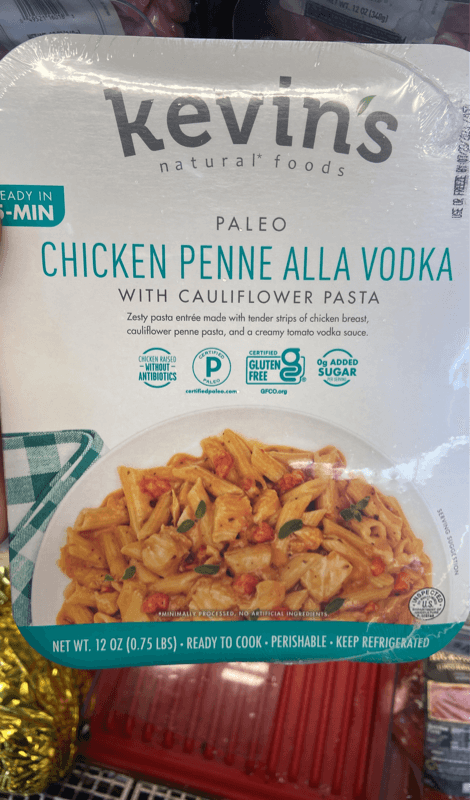 kevin's
natural* foods
EADY IN
5-MIN
PALEO
CHICKEN PENNE ALLA VODKA
WITH CAULIFLOWER PASTA
Zesty pasta entrée made with tender strips of chicken breast,
cauliflower penne pasta, and a creamy tomato vodka sauce.
CHICKEN RAISED
-WITHOUT-
ANTIBIOTICS
CERTIFIED
P
PALEO
certifiedpaleo.com
CERTIFIED
GLUTEN
FREE
GFCO.org
0g ADDED
SUGAR
PER SERVING
INSPECTED
U.S.
*MINIMALLY PROCESSED, NO ARTIFICIAL INGREDIENTS.
NET WT. 12 OZ (0.75 LBS) • READY TO COOK • PERISHABLE • KEEP REFRIGERATED